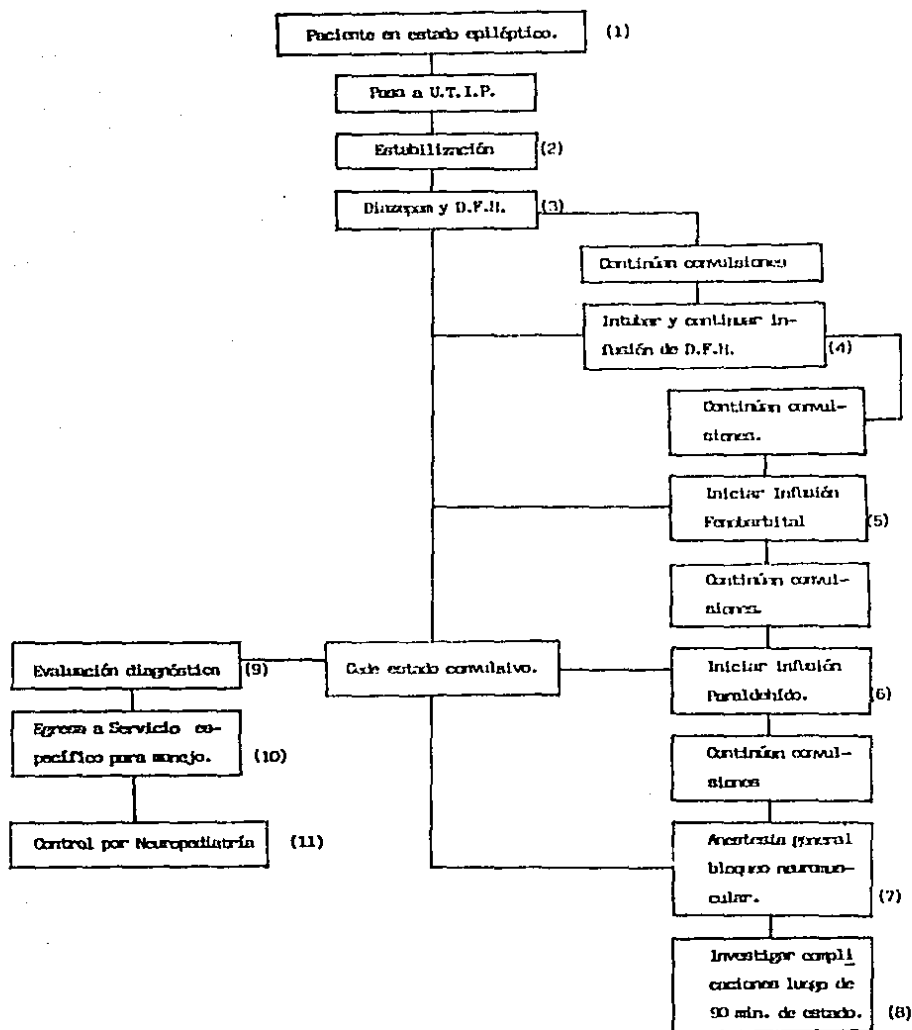 Paciente en estado epiléptico. (1)
Pasa a U.T.I.P.
Estabilización (2)
Diazepam y D.F.H. (3)
Continúan convulsiones
Intubar y continuar in-
fusión de D.F.H. (4)
Continúan convul-
siones.
Iniciar Infusión
Fenobarbital (5)
Continúan convul-
siones.
Iniciar Infusión
Paraldehído. (6)
Continúan convul-
siones
Anestesia general
bloqueo neuromus-
cular. (7)
Investigar compli
caciones luego de
90 min. de estado. (8)
Cede estado convulsivo.
Evaluación diagnóstica (9)
Egreso a Servicio es-
pecífico para manejo. (10)
Control por Neuropediatría (11)